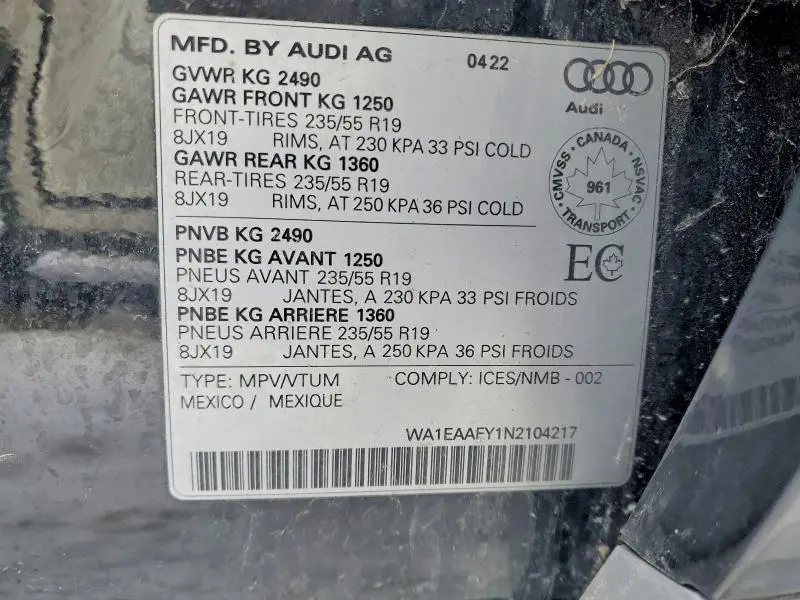 MFD. BY AUDI AG 0422
GVWR KG 2490
Audi
GAWR FRONT KG 1250
FRONT-TIRES 235/55 R19
8JX19 RIMS, AT 230 KPA 33 PSI COLD
GAWR REAR KG 1360
REAR-TIRES 235/55 R19
8JX19 RIMS, AT 250 KPA 36 PSI COLD
CMVSS · CANADA · NSVAC · TRANSPORT ·
961
PNVB KG 2490
PNBE KG AVANT 1250
PNEUS AVANT 235/55 R19
8JX19 JANTES, A 230 KPA 33 PSI FROIDS
PNBE KG ARRIERE 1360
PNEUS ARRIERE 235/55 R19
8JX19 JANTES, A 250 KPA 36 PSI FROIDS
EC
TYPE: MPV/VTUM COMPLY: ICES/NMB - 002
MEXICO / MEXIQUE
WA1EAAFY1N2104217